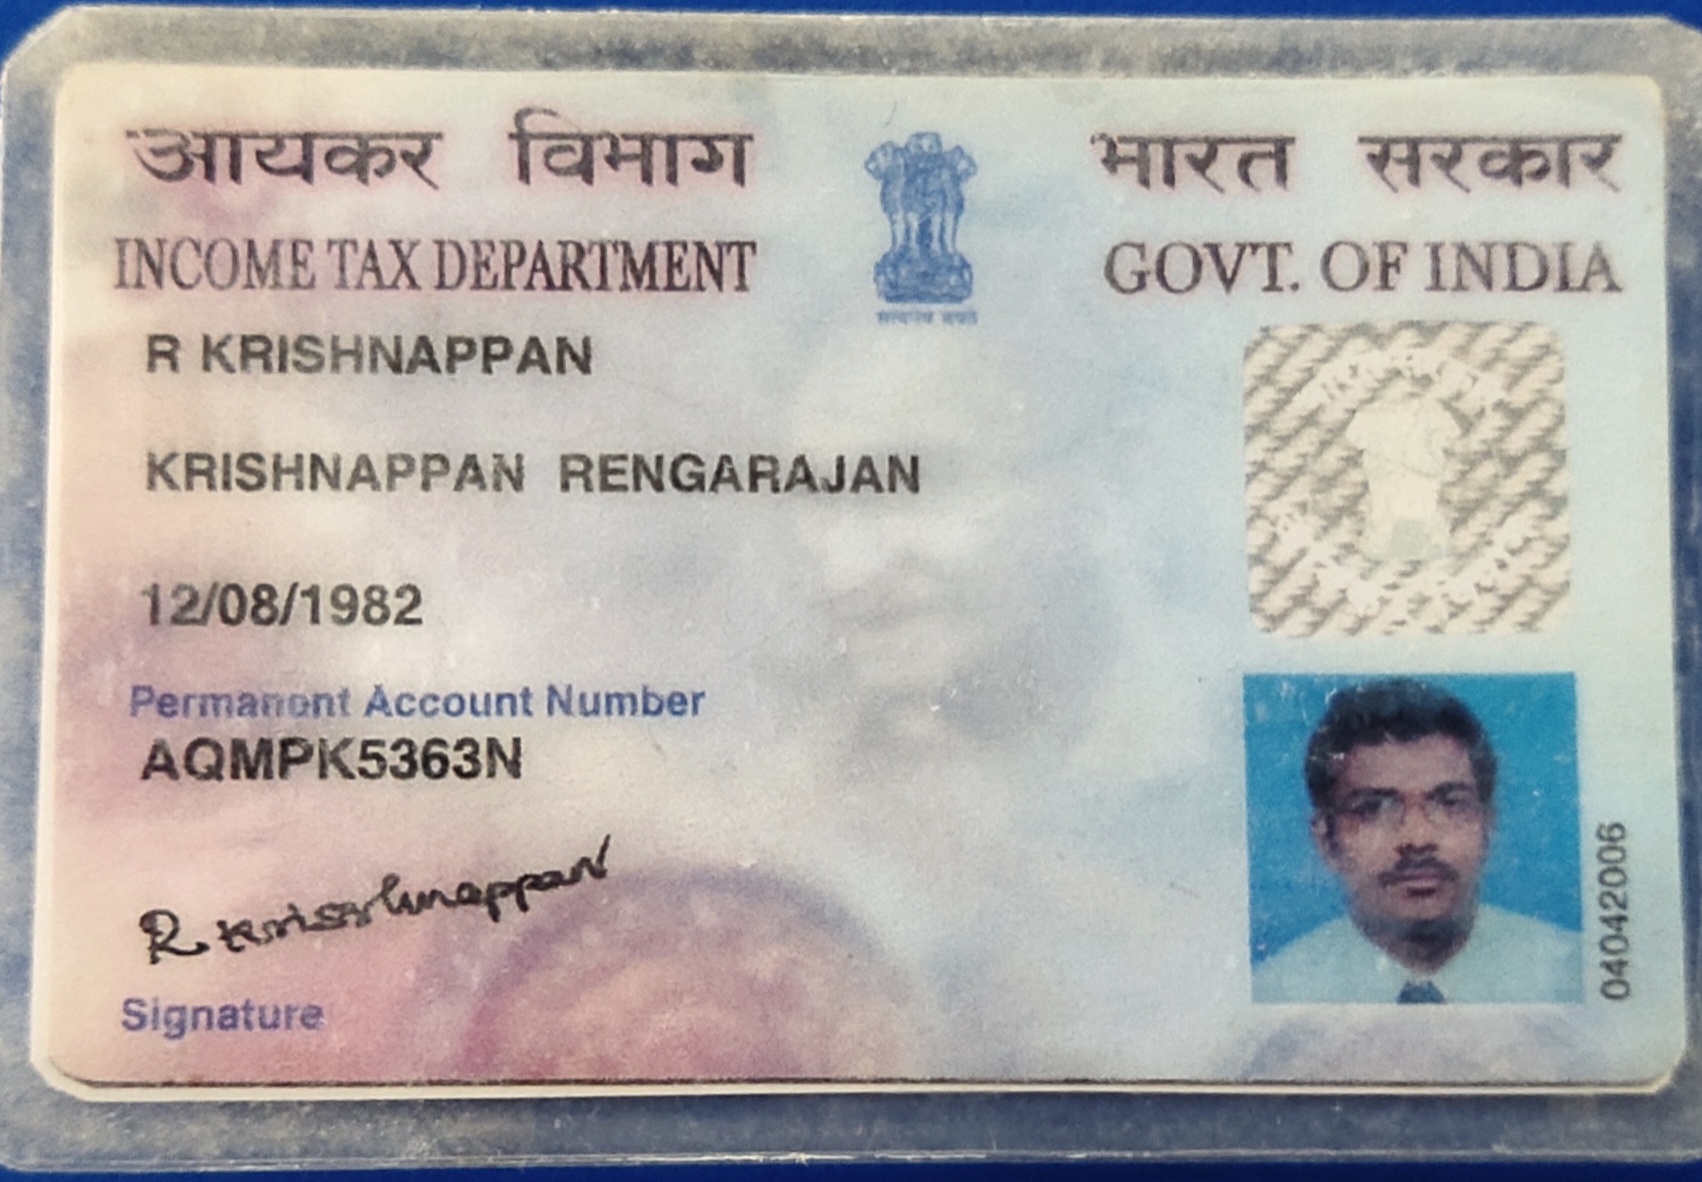 आयकर विभाग
भारत सरकार
INCOME TAX DEPARTMENT
GOVT. OF INDIA
सत्यमेव जयते
R KRISHNAPPAN
KRISHNAPPAN RENGARAJAN
12/08/1982
Permanent Account Number
AQMPK5363N
R Krisshnappan
Signature
04042006